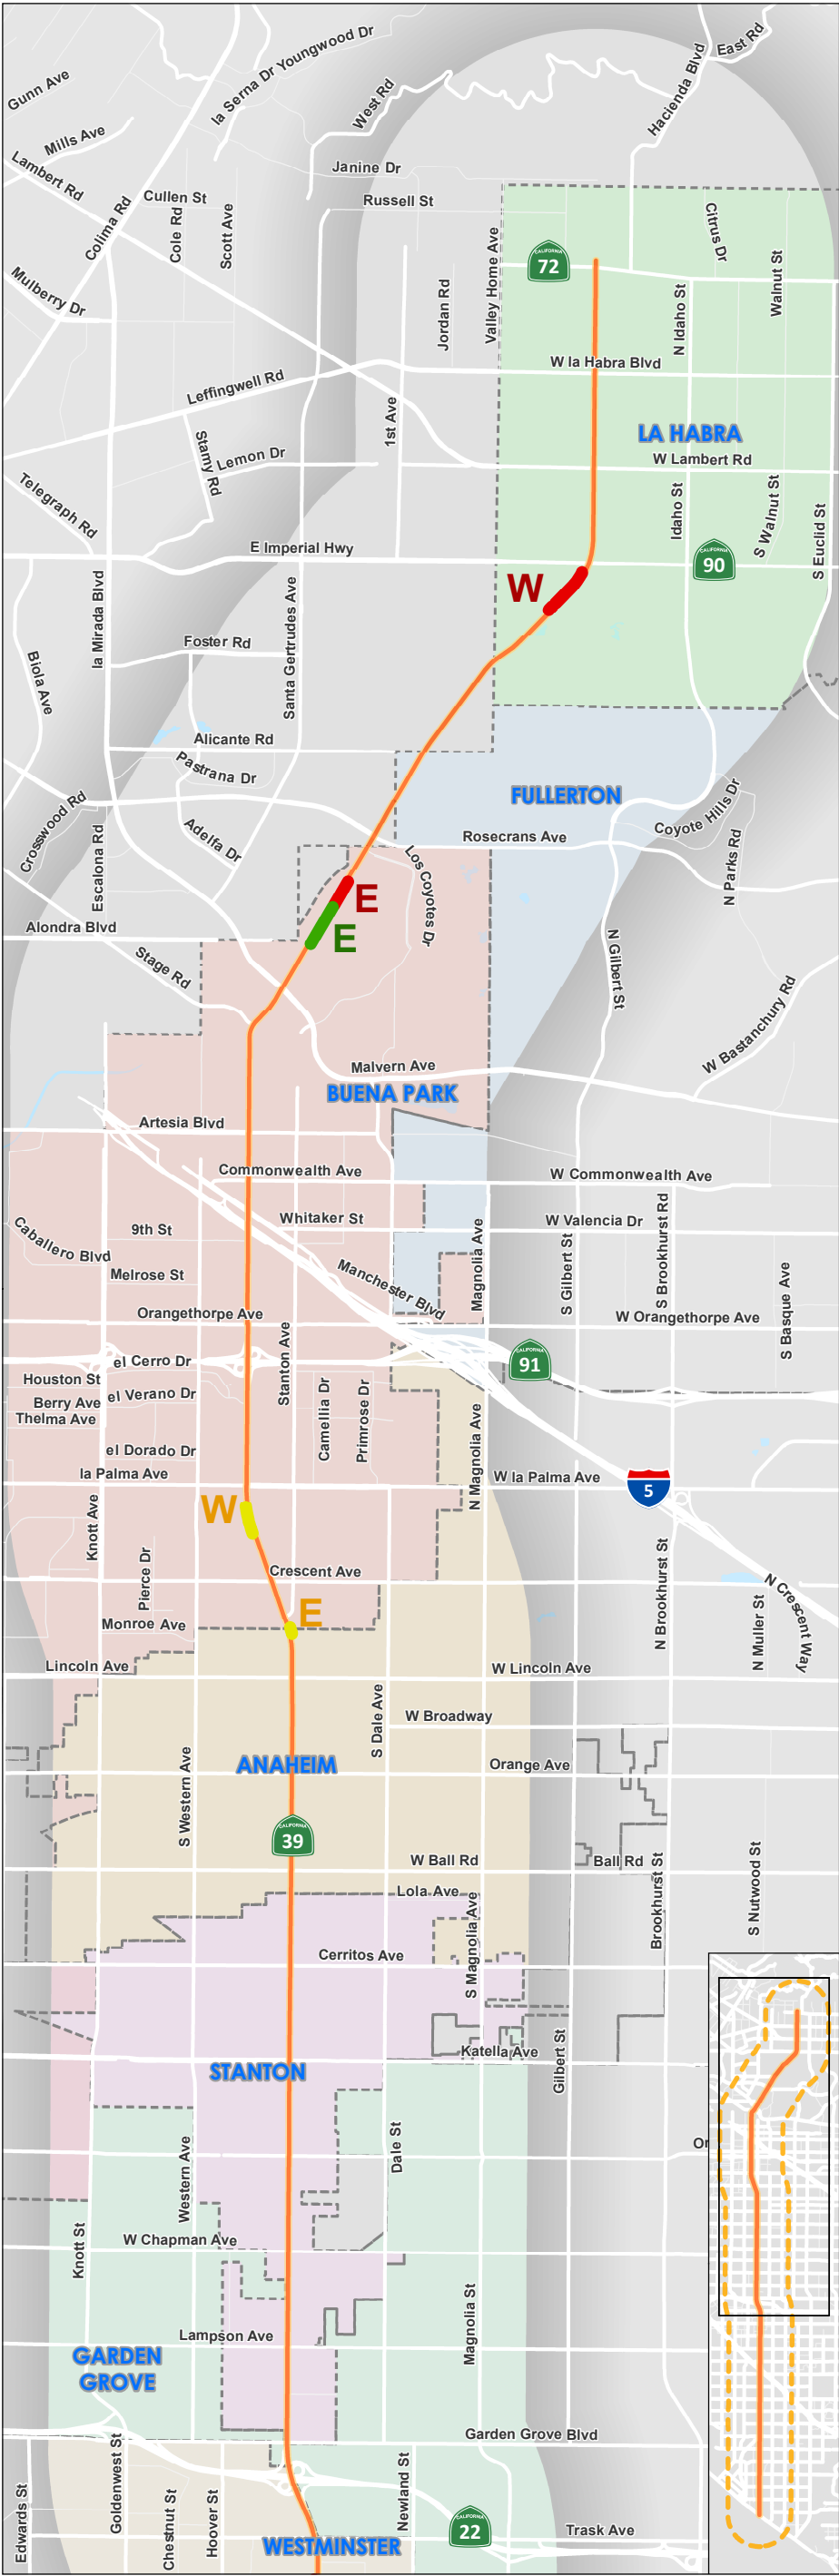 East Rd
Youngwood Dr
la Serna Dr
Hacienda Blvd
Gunn Ave
West Rd
Mills Ave
Lambert Rd
Janine Dr
Cullen St
Russell St
Colima Rd
Cole Rd
Scott Ave
Citrus Dr
Valley Home Ave
CALIFORNIA
72
Walnut St
Mulberry Dr
Jordan Rd
N Idaho St
W la Habra Blvd
Leffingwell Rd
1st Ave
LA HABRA
Stamy Rd
Lemon Dr
W Lambert Rd
Telegraph Rd
Idaho St
S Walnut St
S Euclid St
E Imperial Hwy
CALIFORNIA
90
W
la Mirada Blvd
Santa Gertrudes Ave
Foster Rd
Biola Ave
Alicante Rd
Pastrana Dr
FULLERTON
Crosswood Rd
Adelfa Dr
Rosecrans Ave
Coyote Hills Dr
Escalona Rd
Los Coyotes Dr
N Parks Rd
E
Alondra Blvd
E
Stage Rd
N Gilbert St
W Bastanchury Rd
Malvern Ave
BUENA PARK
Artesia Blvd
Commonwealth Ave
W Commonwealth Ave
Whitaker St
W Valencia Dr
Caballero Blvd
9th St
Magnolia Ave
S Gilbert St
S Brookhurst Rd
Melrose St
Manchester Blvd
S Basque Ave
Orangethorpe Ave
W Orangethorpe Ave
Stanton Ave
el Cerro Dr
CALIFORNIA
91
Houston St
el Verano Dr
Camellia Dr
Primrose Dr
Berry Ave
Thelma Ave
N Magnolia Ave
el Dorado Dr
la Palma Ave
W la Palma Ave
5
W
Knott Ave
Pierce Dr
Crescent Ave
N Brookhurst St
N Crescent Way
N Muller St
E
Monroe Ave
Lincoln Ave
W Lincoln Ave
S Dale Ave
W Broadway
ANAHEIM
Orange Ave
S Western Ave
CALIFORNIA
39
W Ball Rd
Ball Rd
Lola Ave
Brookhurst St
S Nutwood St
S Magnolia Ave
Cerritos Ave
Katella Ave
STANTON
Gilbert St
Western Ave
Dale St
Or
Knott St
W Chapman Ave
Magnolia St
Lampson Ave
GARDEN
GROVE
Garden Grove Blvd
Goldenwest St
Edwards St
Chestnut St
Hoover St
Newland St
CALIFORNIA
22
Trask Ave
WESTMINSTER